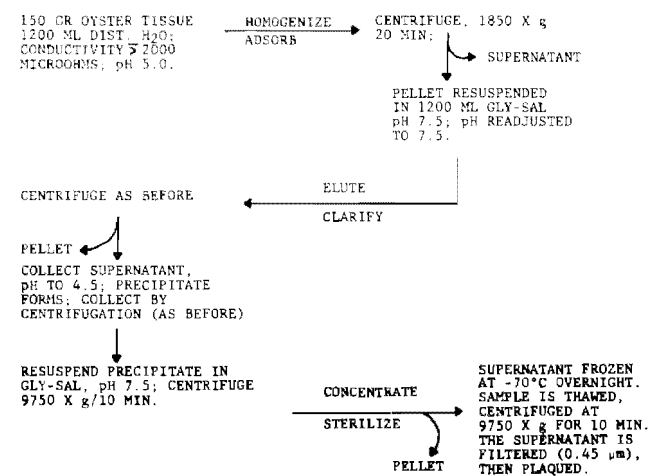 150 GR OYSTER TISSUE
1200 ML DIST. H₂O;
CONDUCTIVITY ≥ 2000
MICROOHMS; pH 5.0.
HOMOGENIZE
ADSORB
CENTRIFUGE, 1850 X g
20 MIN;
SUPERNATANT
PELLET RESUSPENDED
IN 1200 ML GLY-SAL
pH 7.5; pH READJUSTED
TO 7.5.
ELUTE
CLARIFY
CENTRIFUGE AS BEFORE
PELLET
COLLECT SUPERNATANT,
pH TO 4.5; PRECIPITATE
FORMS; COLLECT BY
CENTRIFUGATION (AS BEFORE)
RESUSPEND PRECIPITATE IN
GLY-SAL, pH 7.5; CENTRIFUGE
9750 X g/10 MIN.
CONCENTRATE
STERILIZE
PELLET
SUPERNATANT FROZEN
AT -70°C OVERNIGHT.
SAMPLE IS THAWED,
CENTRIFUGED AT
9750 X g FOR 10 MIN.
THE SUPERNATANT IS
FILTERED (0.45 µm),
THEN PLAQUED.